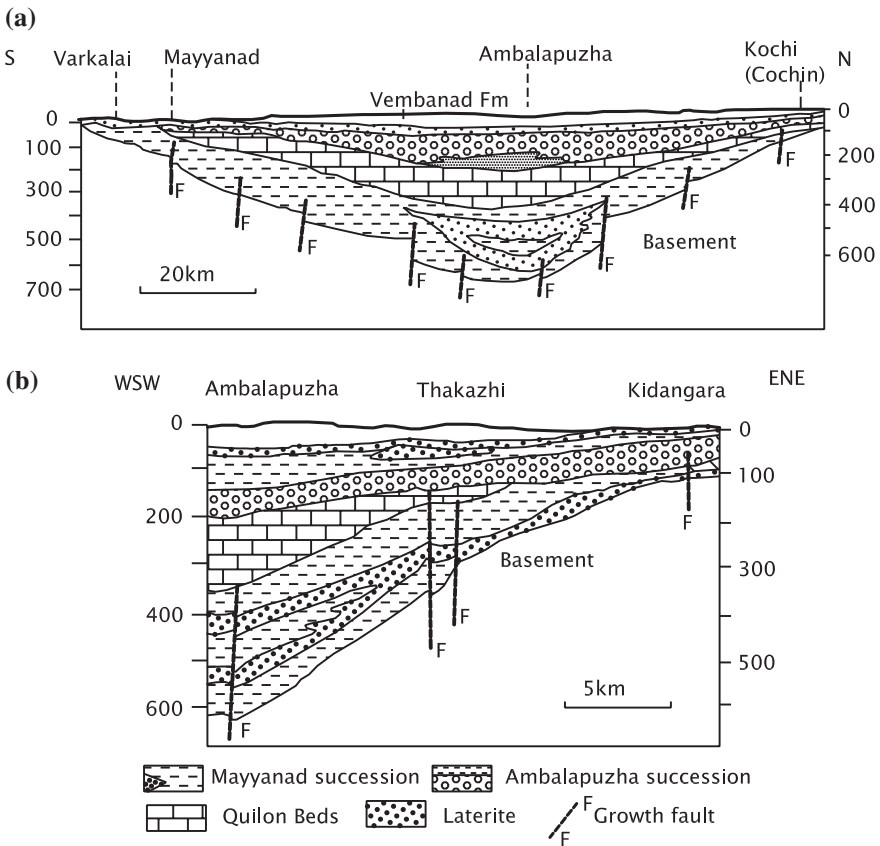 (a)
S Varkalai Mayyanad Ambalapuzha Kochi (Cochin) N
Vembanad Fm
0 0
100
200
300
400
500
600
700
F F F F F F F F F
Basement
20km
(b)
WSW Ambalapuzha Thakazhi Kidangara ENE
0 0
100
200
300
400
500
600
F F F F
Basement
5km
Mayyanad succession Ambalapuzha succession
Quilon Beds Laterite F F Growth fault